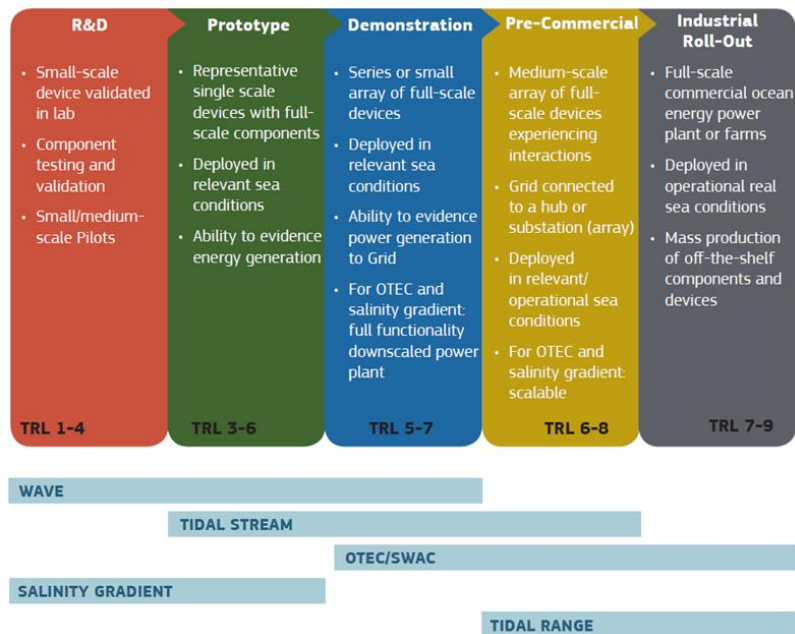 R&D
• Small-scale
device validated
in lab
• Component
testing and
validation
• Small/medium-
scale Pilots
TRL 1-4
Prototype
• Representative
single scale
devices with full-
scale components
• Deployed in
relevant sea
conditions
• Ability to evidence
energy generation
TRL 3-6
Demonstration
• Series or small
array of full-scale
devices
• Deployed in
relevant sea
conditions
• Ability to evidence
power generation
to Grid
• For OTEC and
salinity gradient:
full functionality
downscaled power
plant
TRL 5-7
Pre-Commercial
• Medium-scale
array of full-
scale devices
experiencing
interactions
• Grid connected
to a hub or
substation (array)
• Deployed
in relevant/
operational sea
conditions
• For OTEC and
salinity gradient:
scalable
TRL 6-8
Industrial
Roll-Out
• Full-scale
commercial ocean
energy power
plant or farms
• Deployed in
operational real
sea conditions
• Mass production
of off-the-shelf
components and
devices
TRL 7-9
WAVE
TIDAL STREAM
OTEC/SWAC
SALINITY GRADIENT
TIDAL RANGE